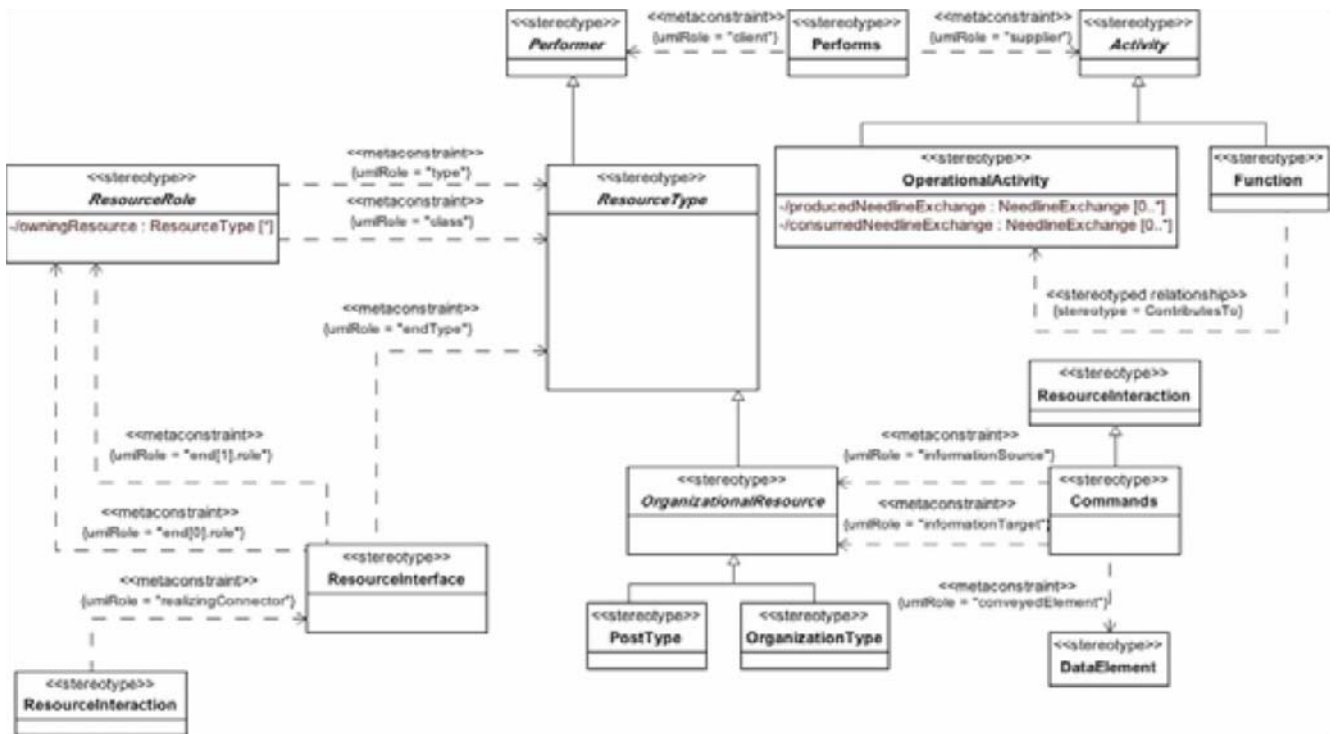 <<stereotype>>
Performer
<<metaconstraint>>
{umlRole = "client"}
<<stereotype>>
Performs
<<metaconstraint>>
{umlRole = "supplier"}
<<stereotype>>
Activity
<<stereotype>>
ResourceRole
-/owningResource : ResourceType [*]
<<metaconstraint>>
{umlRole = "type"}
<<metaconstraint>>
{umlRole = "class"}
<<stereotype>>
ResourceType
<<stereotype>>
OperationalActivity
-/producedNeedlineExchange : NeedlineExchange [0..*]
-/consumedNeedlineExchange : NeedlineExchange [0..*]
<<stereotype>>
Function
<<stereotyped relationship>>
{stereotype = ContributesTo}
<<metaconstraint>>
{umlRole = "endType"}
<<stereotype>>
ResourceInteraction
<<metaconstraint>>
{umlRole = "end[1].role"}
<<metaconstraint>>
{umlRole = "informationSource"}
<<stereotype>>
OrganizationalResource
<<stereotype>>
Commands
<<metaconstraint>>
{umlRole = "end[0].role"}
<<metaconstraint>>
{umlRole = "informationTarget"}
<<stereotype>>
ResourceInterface
<<metaconstraint>>
{umlRole = "realizingConnector"}
<<metaconstraint>>
{umlRole = "conveyedElement"}
<<stereotype>>
PostType
<<stereotype>>
OrganizationType
<<stereotype>>
DataElement
<<stereotype>>
ResourceInteraction